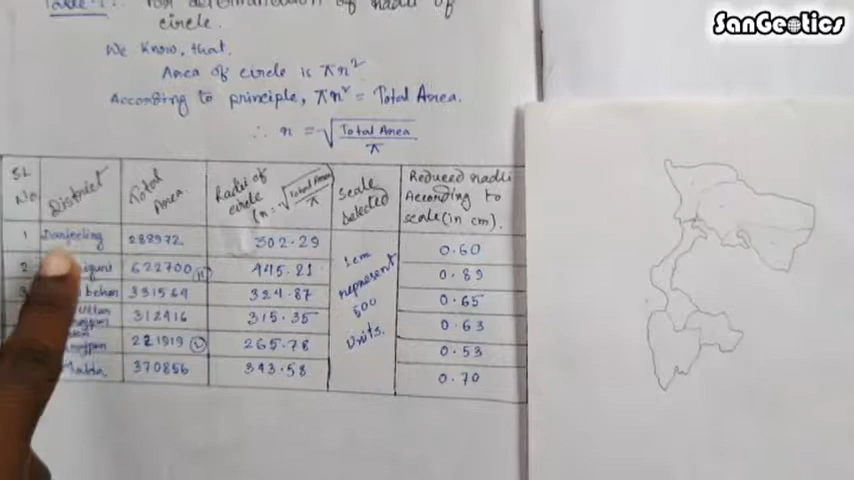 SanGeotics
circle.
We know, that.
Area of circle is πr²
According to principle, πr² = Total Area.
∴ r = √Total Area/π
SL No District Total Area Radii of circle (r = √Total Area/π) Scale Selected Reduced radii According to scale (in cm).
1 Darjeeling 288972 302.29 1cm represent 500 units. 0.60
2 622700 (H) 445.21 0.89
3 331564 324.87 0.65
312416 315.35 0.63
221919 (L) 265.78 0.53
Malda 370856 343.58 0.70